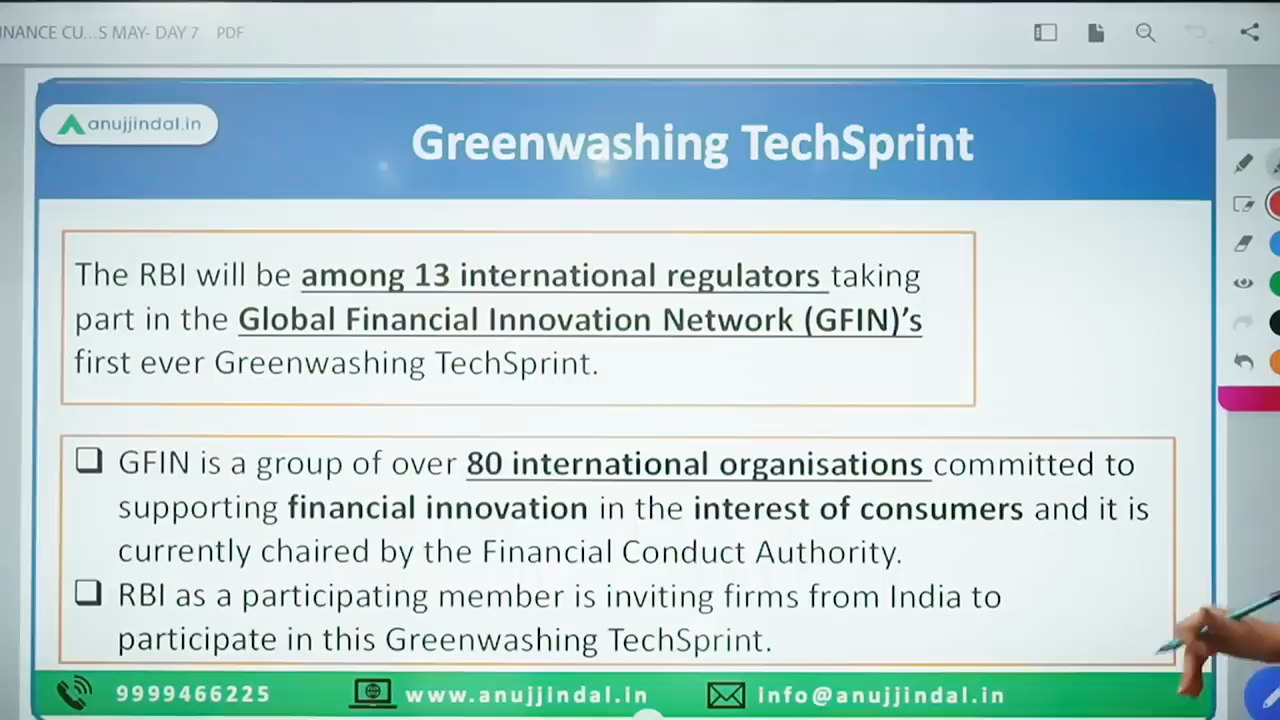 INANCE CU...S MAY- DAY 7 PDF
anujjindal.in
Greenwashing TechSprint
The RBI will be among 13 international regulators taking
part in the Global Financial Innovation Network (GFIN)'s
first ever Greenwashing TechSprint.
❑ GFIN is a group of over 80 international organisations committed to
supporting financial innovation in the interest of consumers and it is
currently chaired by the Financial Conduct Authority.
❑ RBI as a participating member is inviting firms from India to
participate in this Greenwashing TechSprint.
9999466225 www.anujjindal.in info@anujjindal.in